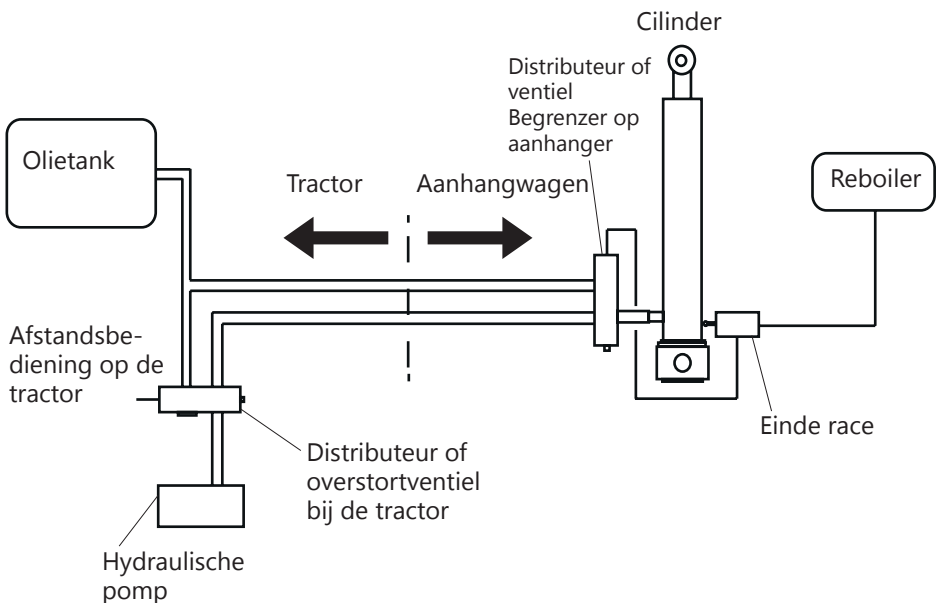 Cilinder
Distributeur of
ventiel
Begrenzer op
aanhanger
Olietank
Reboiler
Tractor
Aanhangwagen
Afstandsbe-
diening op de
tractor
Einde race
Distributeur of
overstortventiel
bij de tractor
Hydraulische
pomp